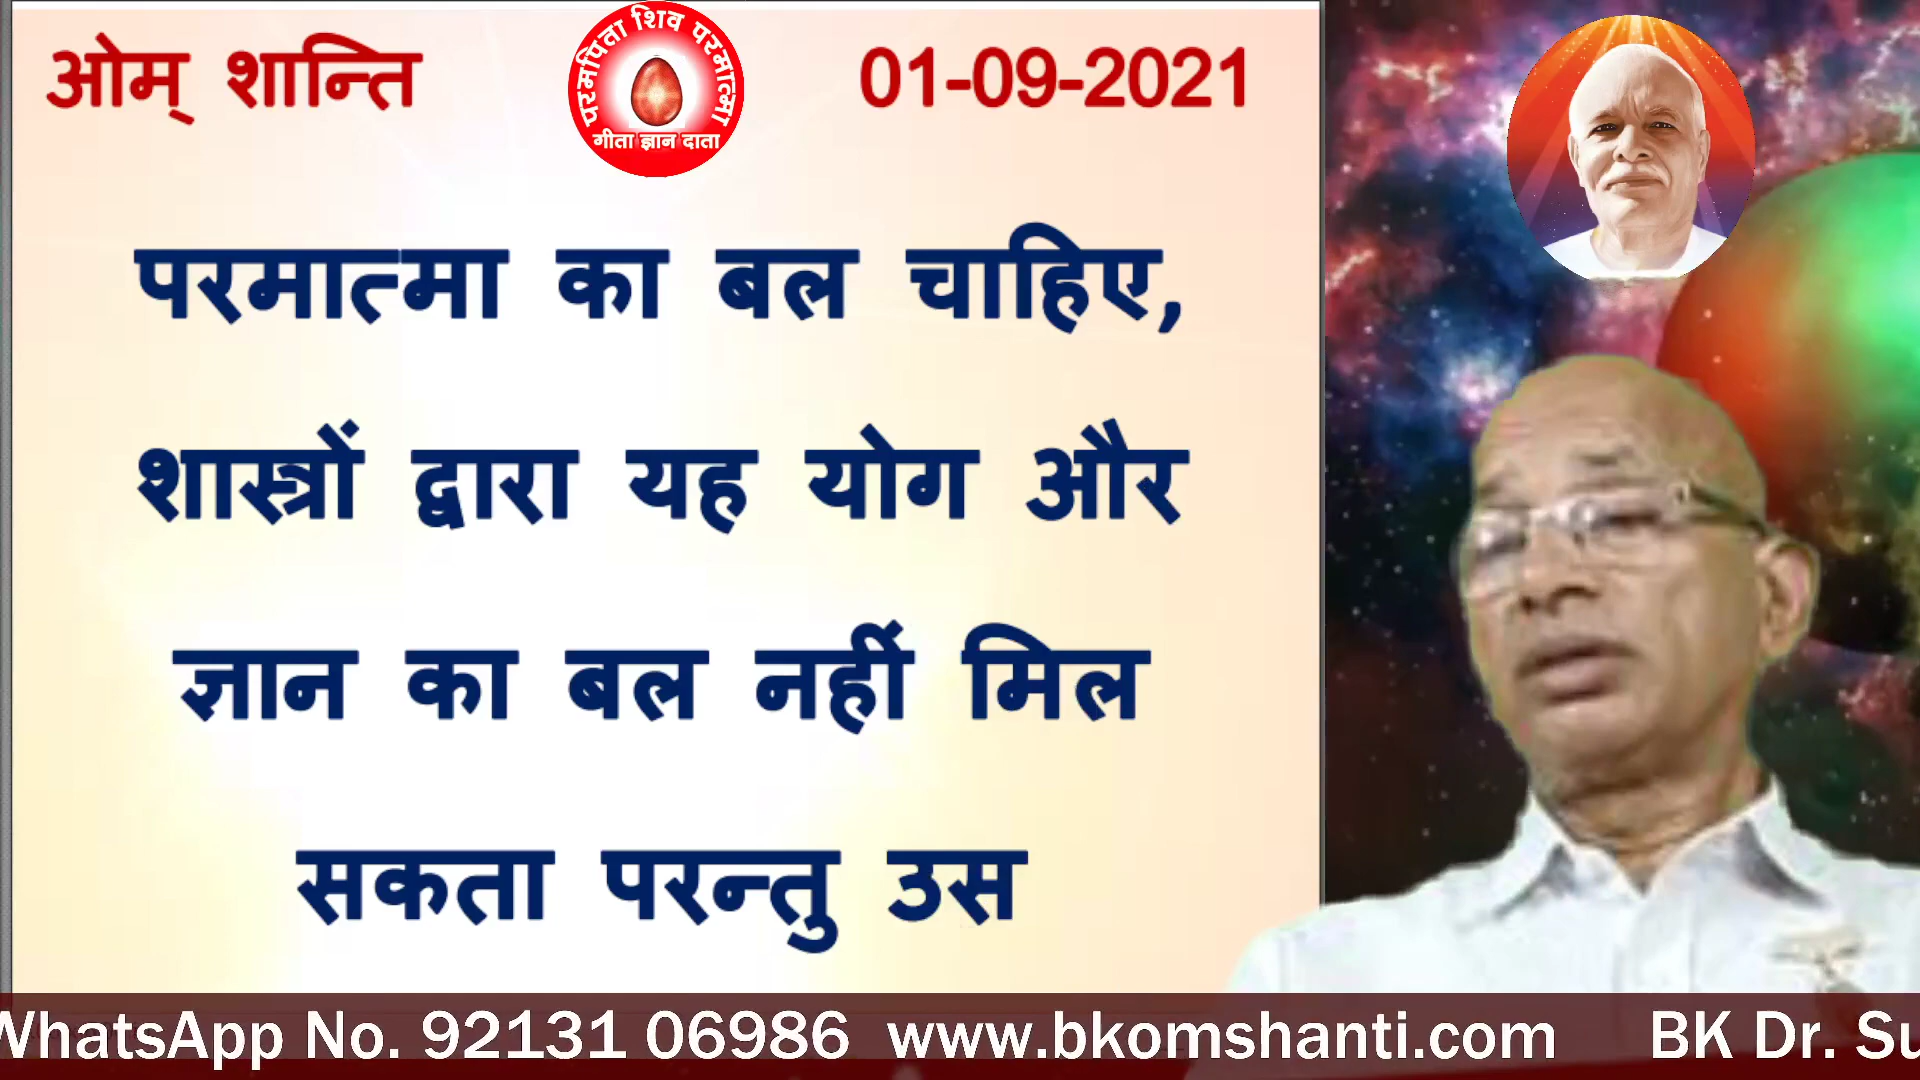 ओम् शान्ति
परमपिता शिव परमात्मा
गीता ज्ञान दाता
01-09-2021
परमात्मा का बल चाहिए,
शास्त्रों द्वारा यह योग और
ज्ञान का बल नहीं मिल
सकता परन्तु उस
WhatsApp No. 92131 06986 www.bkomshanti.com BK Dr. Su